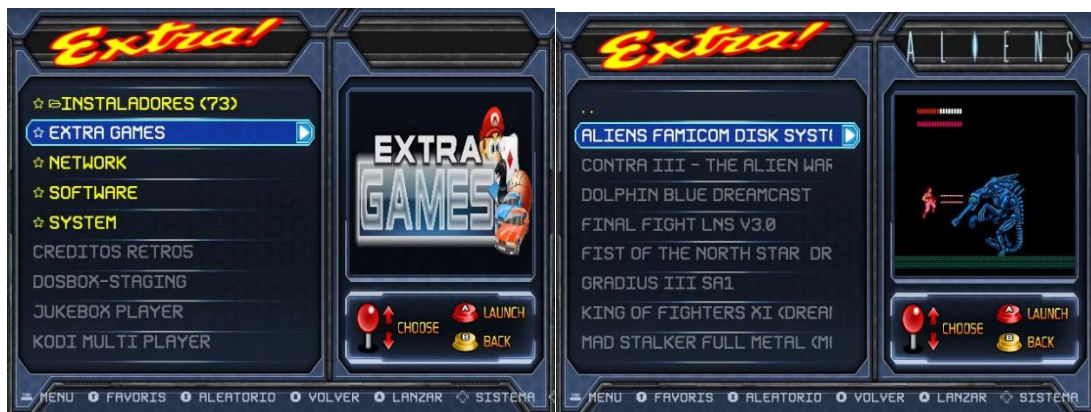 Extra!
☆ INSTALADORES (73)
☆ EXTRA GAMES
☆ NETWORK
☆ SOFTWARE
☆ SYSTEM
CREDITOS RETRO5
DOSBOX-STAGING
JUKEBOX PLAYER
KODI MULTI PLAYER
EXTRA
GAMES
CHOOSE
A LAUNCH
B BACK
MENU FAVORIS ALEATORIO VOLVER LANZAR SISTEMA
Extra!
ALIENS
..
ALIENS FAMICOM DISK SYST
CONTRA III - THE ALIEN WAR
DOLPHIN BLUE DREAMCAST
FINAL FIGHT LNS V3.0
FIST OF THE NORTH STAR DR
GRADIUS III SA1
KING OF FIGHTERS XI (DREA
MAD STALKER FULL METAL (M
CHOOSE
A LAUNCH
B BACK
MENU FAVORIS ALEATORIO VOLVER LANZAR SISTEM